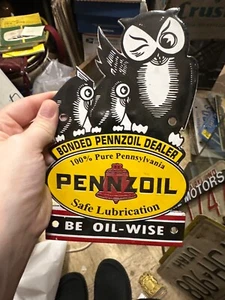 BONDED PENNZOIL DEALER
100% Pure Pennsylvania
PENNZOIL
Safe Lubrication
BE OIL-WISE
MOTORS